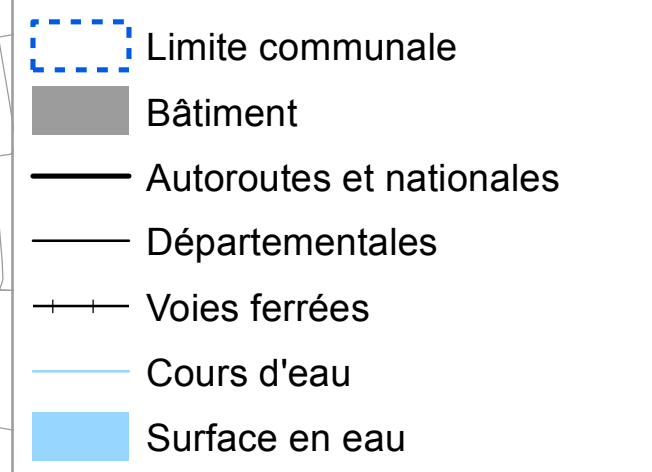 Limite communale
Bâtiment
Autoroutes et nationales
Départementales
Voies ferrées
Cours d'eau
Surface en eau